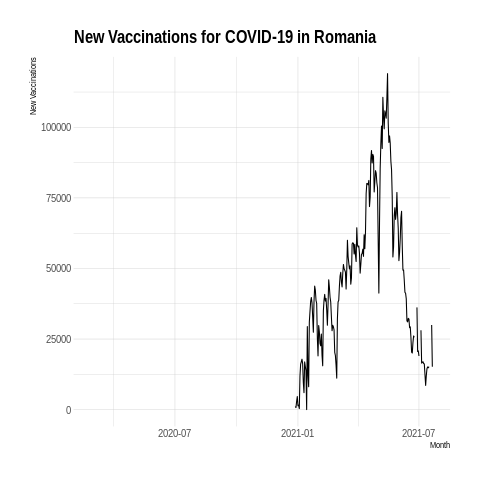 New Vaccinations for COVID-19 in Romania
New Vaccinations
100000
75000
50000
25000
0
2020-07
2021-01
2021-07
Month